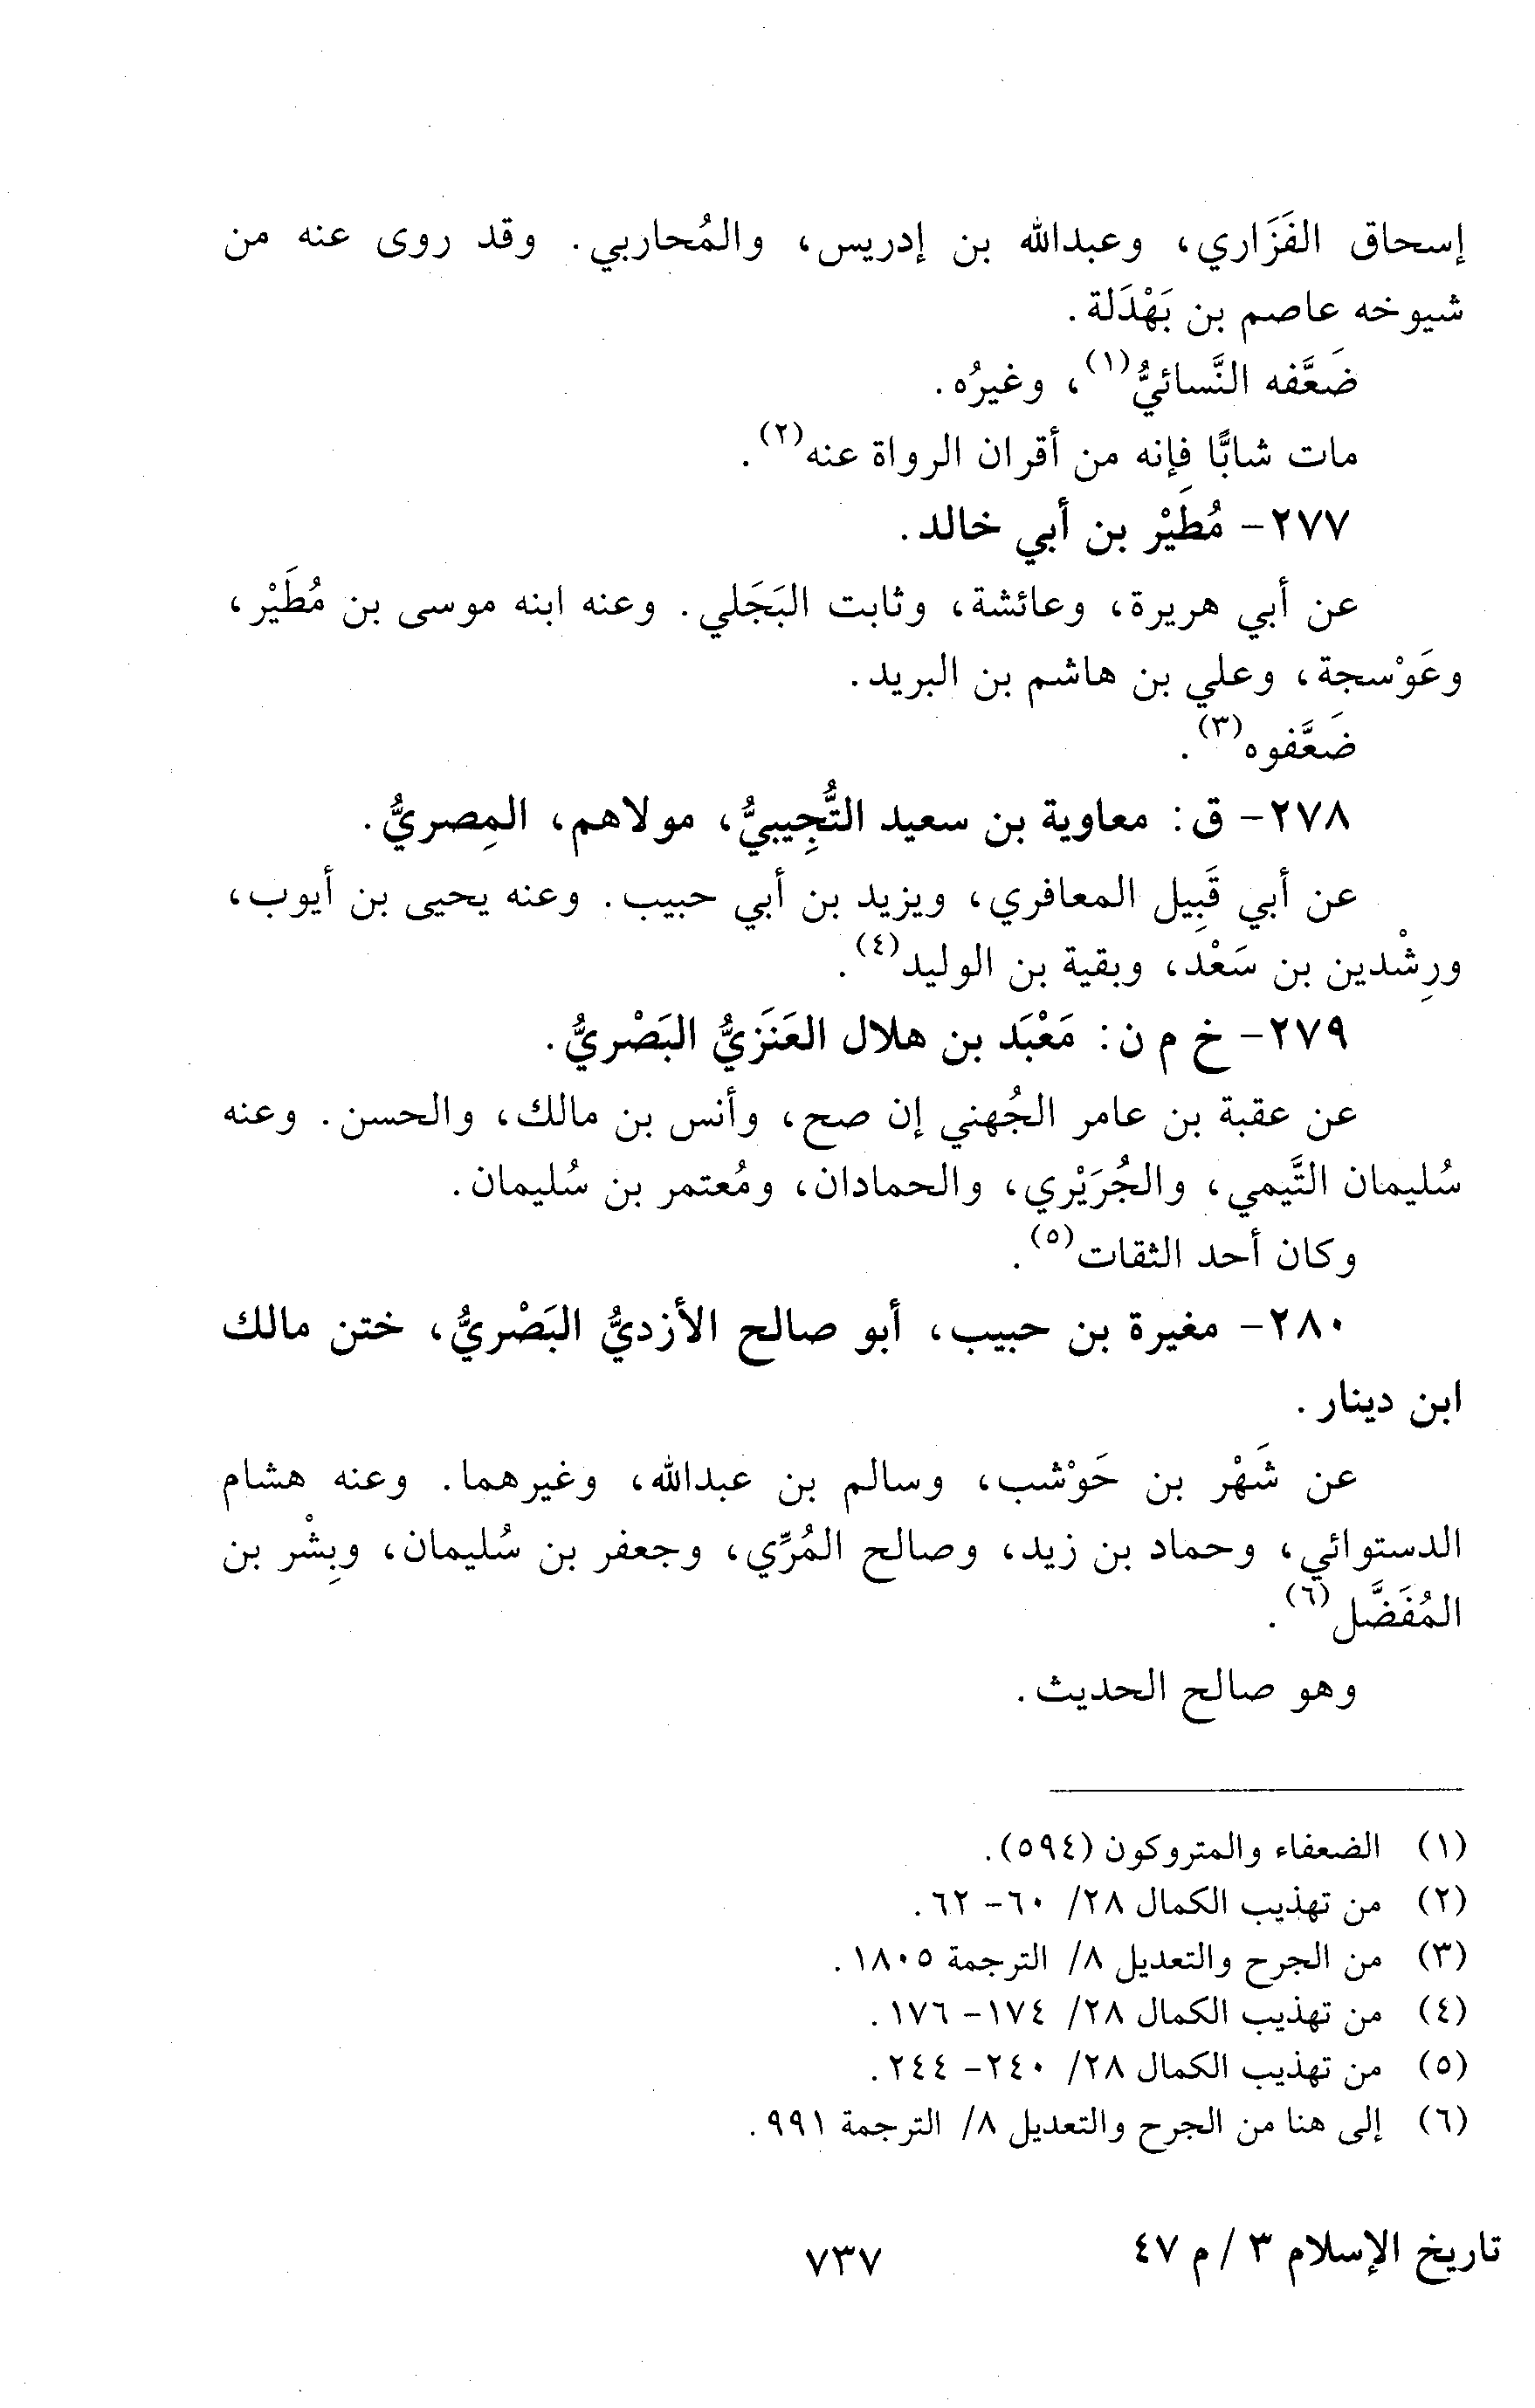 إسحاق الفَزَاري، وعبدالله بن إدريس، والمُحاربي. وقد روى عنه من
شيوخه عاصم بن بَهْدَلة.
ضَعَّفه النَّسائيُّ(١)، وغيرُه.
مات شابًّا فإنه من أقران الرواة عنه(٢).
٢٧٧- مُطَيْر بن أبي خالد.
عن أبي هريرة، وعائشة، وثابت البَجَلي. وعنه ابنه موسى بن مُطَيْر،
وعَوْسجة، وعلي بن هاشم بن البريد.
ضَعَّفوه(٣).
٢٧٨- ق: معاوية بن سعيد التُّجِيبيُّ، مولاهم، المِصريُّ.
عن أبي قَبِيل المعافري، ويزيد بن أبي حبيب. وعنه يحيى بن أيوب،
ورِشْدين بن سَعْد، وبقية بن الوليد(٤).
٢٧٩- خ م ن: مَعْبَد بن هلال العَنَزيُّ البَصْريُّ.
عن عقبة بن عامر الجُهني إن صح، وأنس بن مالك، والحسن. وعنه
سُليمان التَّيمي، والجُرَيْري، والحمادان، ومُعتمر بن سُليمان.
وكان أحد الثقات(٥).
٢٨٠- مغيرة بن حبيب، أبو صالح الأزديُّ البَصْريُّ، ختن مالك
ابن دينار.
عن شَهْر بن حَوْشب، وسالم بن عبدالله، وغيرهما. وعنه هشام
الدستوائي، وحماد بن زيد، وصالح المُرِّي، وجعفر بن سُليمان، وبِشْر بن
المُفَضَّل(٦).
وهو صالح الحديث.
(١) الضعفاء والمتروكون (٥٩٤).
(٢) من تهذيب الكمال ٢٨/ ٦٠- ٦٢.
(٣) من الجرح والتعديل ٨/ الترجمة ١٨٠٥.
(٤) من تهذيب الكمال ٢٨/ ١٧٤- ١٧٦.
(٥) من تهذيب الكمال ٢٨/ ٢٤٠- ٢٤٤.
(٦) إلى هنا من الجرح والتعديل ٨/ الترجمة ٩٩١.
تاريخ الإسلام ٣ / م ٤٧
٧٣٧